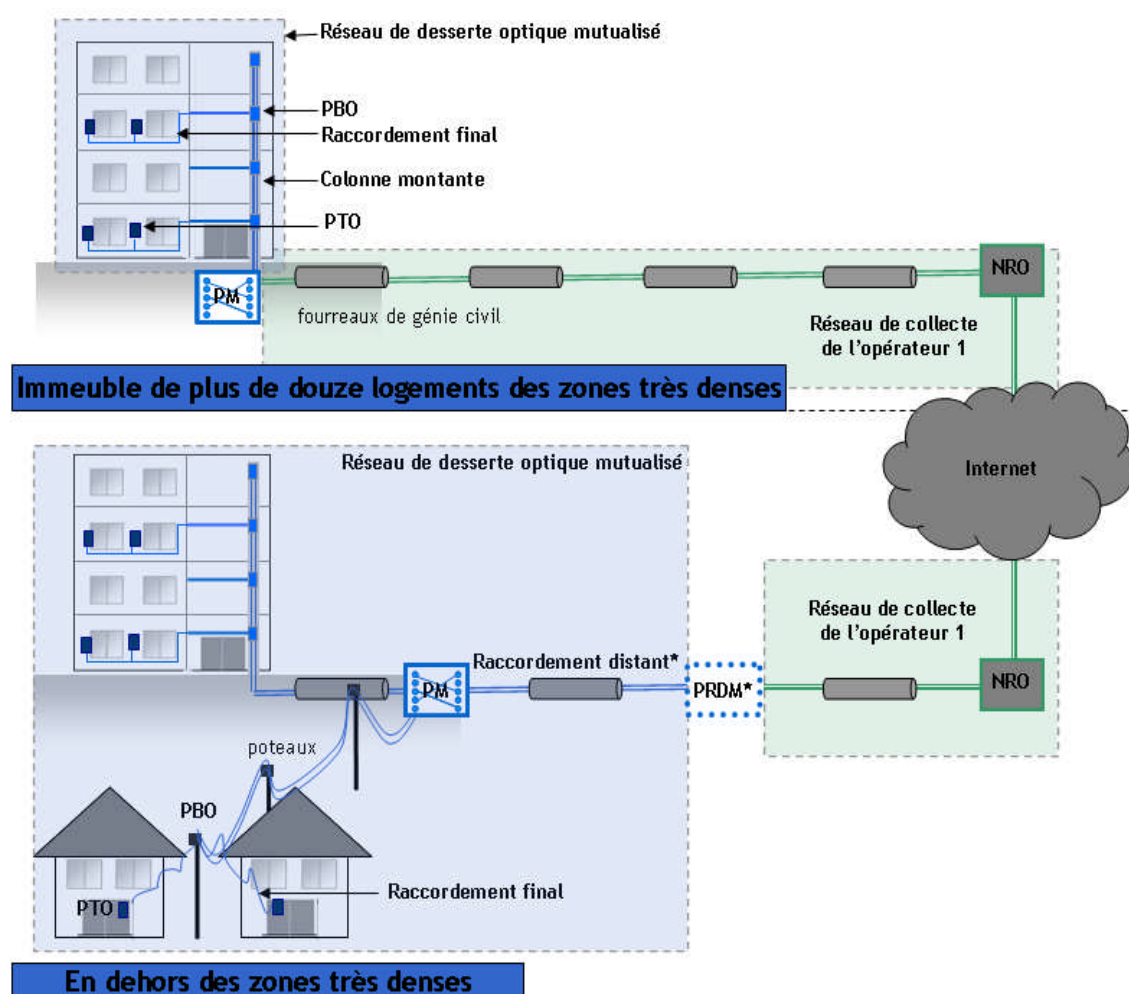 Réseau de desserte optique mutualisé
PBO
Raccordement final
Colonne montante
PTO
PM
fourreaux de génie civil
NRO
Réseau de collecte
de l'opérateur 1
Immeuble de plus de douze logements des zones très denses
Internet
Réseau de desserte optique mutualisé
Réseau de collecte
de l'opérateur 1
Raccordement distant*
PM
PRDM*
NRO
poteaux
PBO
PTO
Raccordement final
En dehors des zones très denses